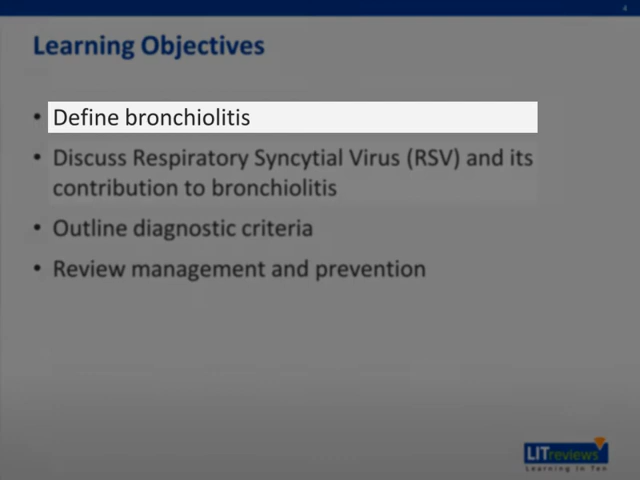 4
Learning Objectives
• Define bronchiolitis
• Discuss Respiratory Syncytial Virus (RSV) and its
contribution to bronchiolitis
• Outline diagnostic criteria
• Review management and prevention
LITreviews
Learning In Ten